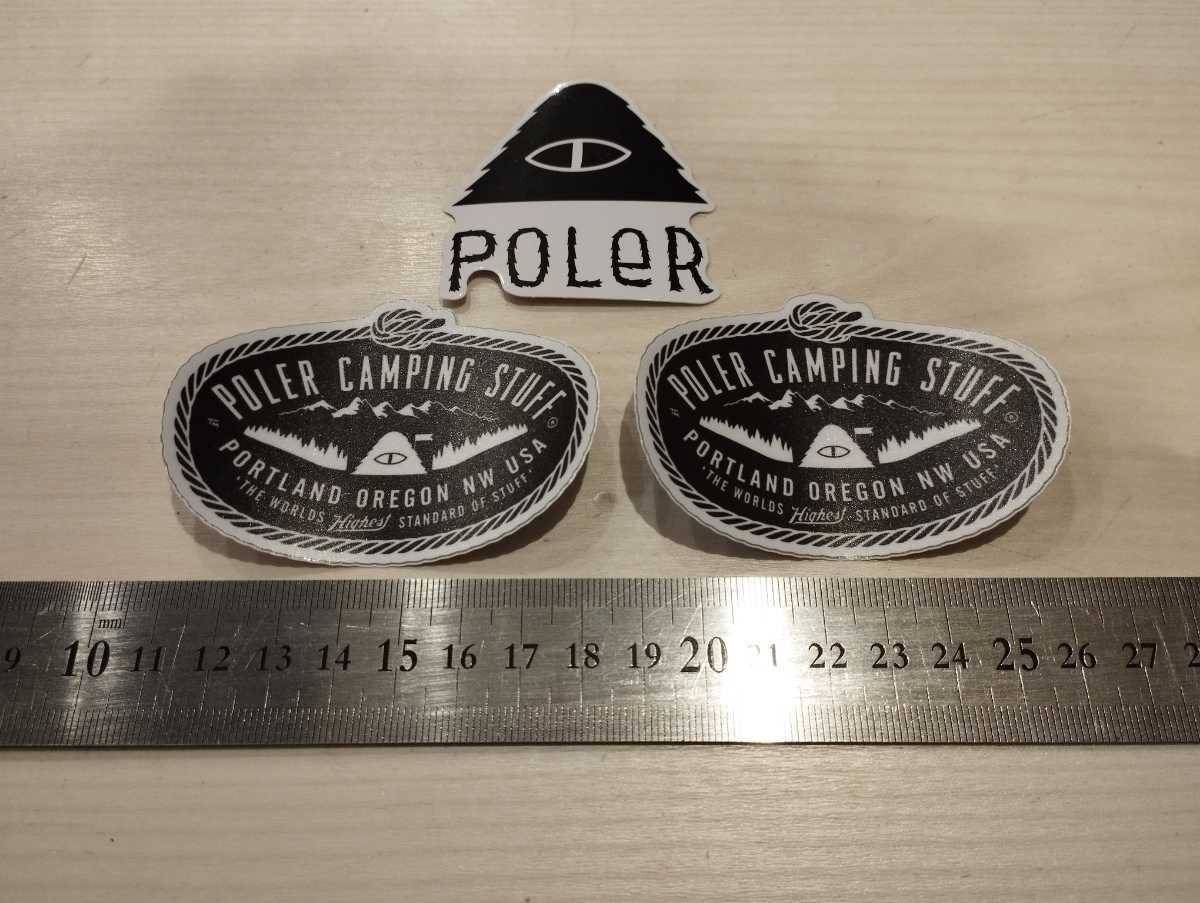 POLER
POLER CAMPING STUFF
PORTLAND OREGON NW USA
·THE WORLDS Highest STANDARD OF STUFF·
POLER CAMPING STUFF
PORTLAND OREGON NW USA
·THE WORLDS Highest STANDARD OF STUFF·
mm
9 10 11 12 13 14 15 16 17 18 19 20 21 22 23 24 25 26 27